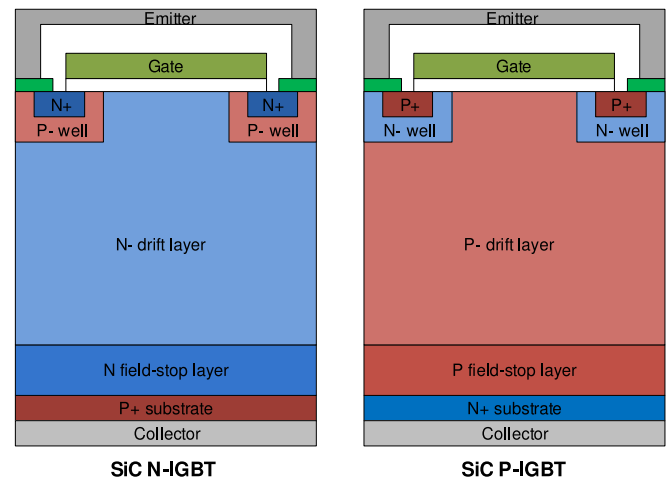 Emitter
Gate
N+
N+
P- well
P- well
N- drift layer
N field-stop layer
P+ substrate
Collector
SiC N-IGBT
Emitter
Gate
P+
P+
N- well
N- well
P- drift layer
P field-stop layer
N+ substrate
Collector
SiC P-IGBT